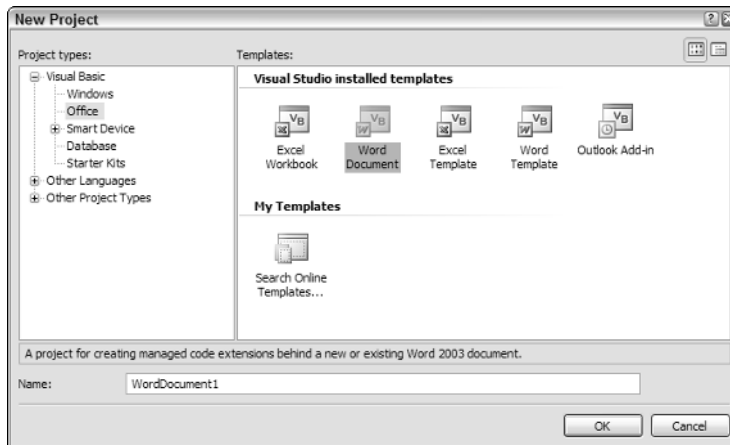 New Project
Project types:
Templates:
Visual Basic
Windows
Office
Smart Device
Database
Starter Kits
Other Languages
Other Project Types
Visual Studio installed templates
Excel
Workbook
Word
Document
Excel
Template
Word
Template
Outlook Add-in
My Templates
Search Online
Templates...
A project for creating managed code extensions behind a new or existing Word 2003 document.
Name:
WordDocument1
OK
Cancel